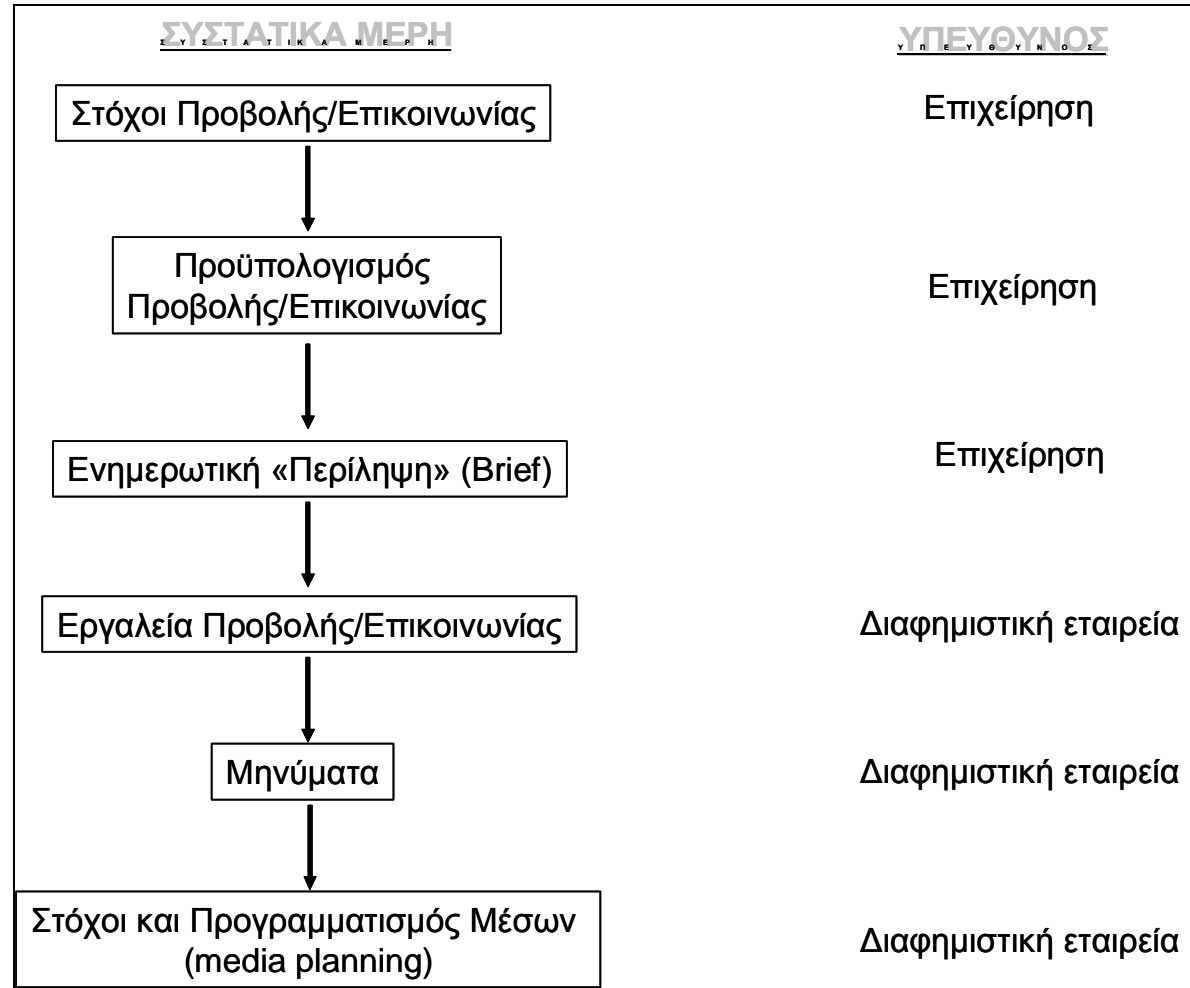 ΣΥΣΤΑΤΙΚΑ ΜΕΡΗ
ΥΠΕΥΘΥΝΟΣ
Στόχοι Προβολής/Επικοινωνίας
Επιχείρηση
Προϋπολογισμός
Προβολής/Επικοινωνίας
Επιχείρηση
Ενημερωτική «Περίληψη» (Brief)
Επιχείρηση
Εργαλεία Προβολής/Επικοινωνίας
Διαφημιστική εταιρεία
Μηνύματα
Διαφημιστική εταιρεία
Στόχοι και Προγραμματισμός Μέσων
(media planning)
Διαφημιστική εταιρεία